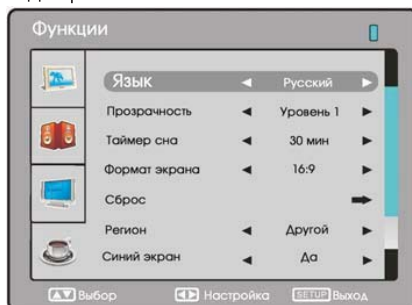 Функции
Язык Русский
Прозрачность Уровень 1
Таймер сна 30 мин
Формат экрана 16:9
Сброс
Регион Другой
Синий экран Да
Выбор Настройка SETUP Выход